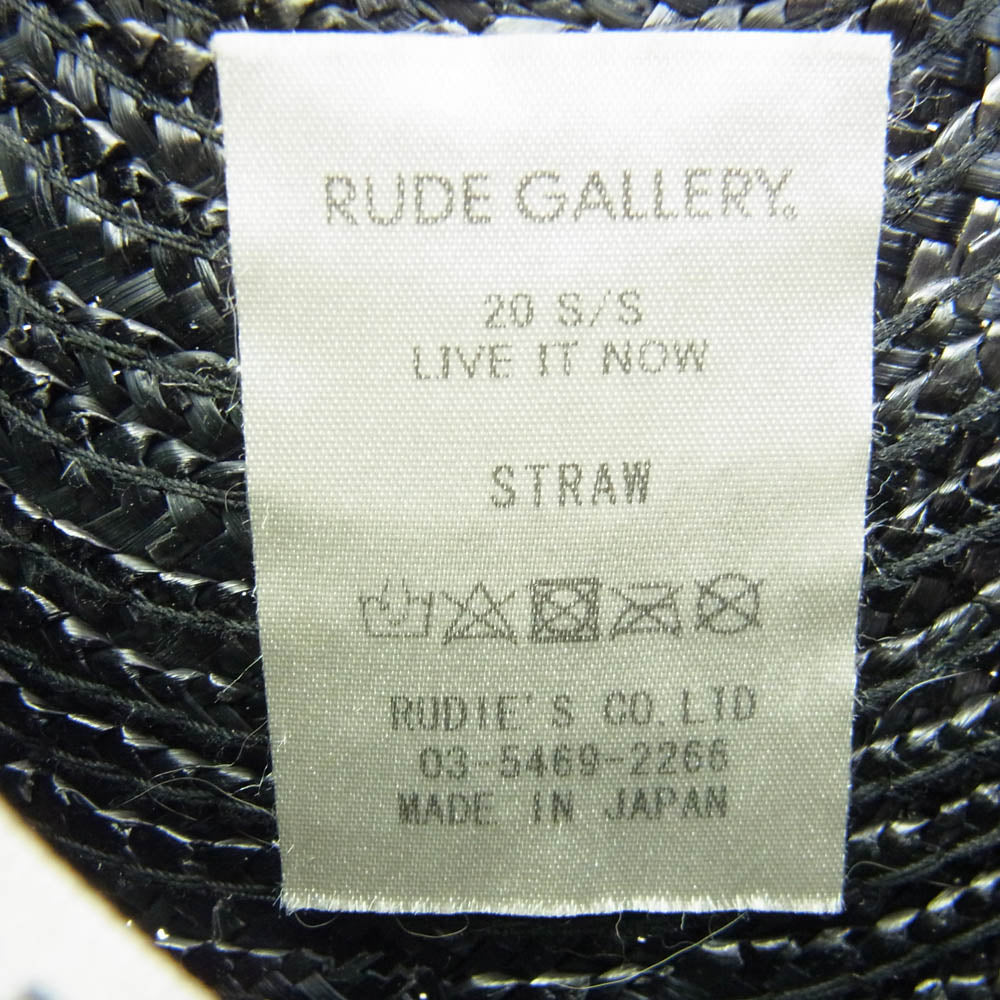 RUDE GALLERY.
20 S/S
LIVE IT NOW
STRAW
RUDIE'S CO.LTD
03-5469-2266
MADE IN JAPAN